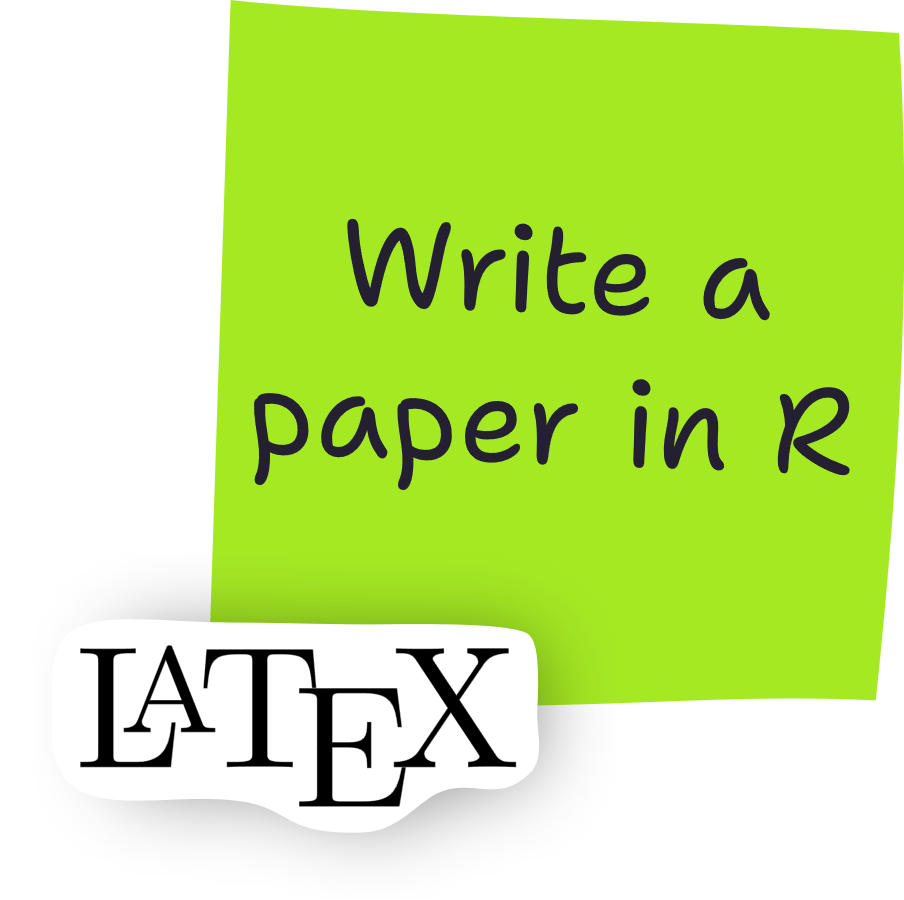 Write a
paper in R
LATEX